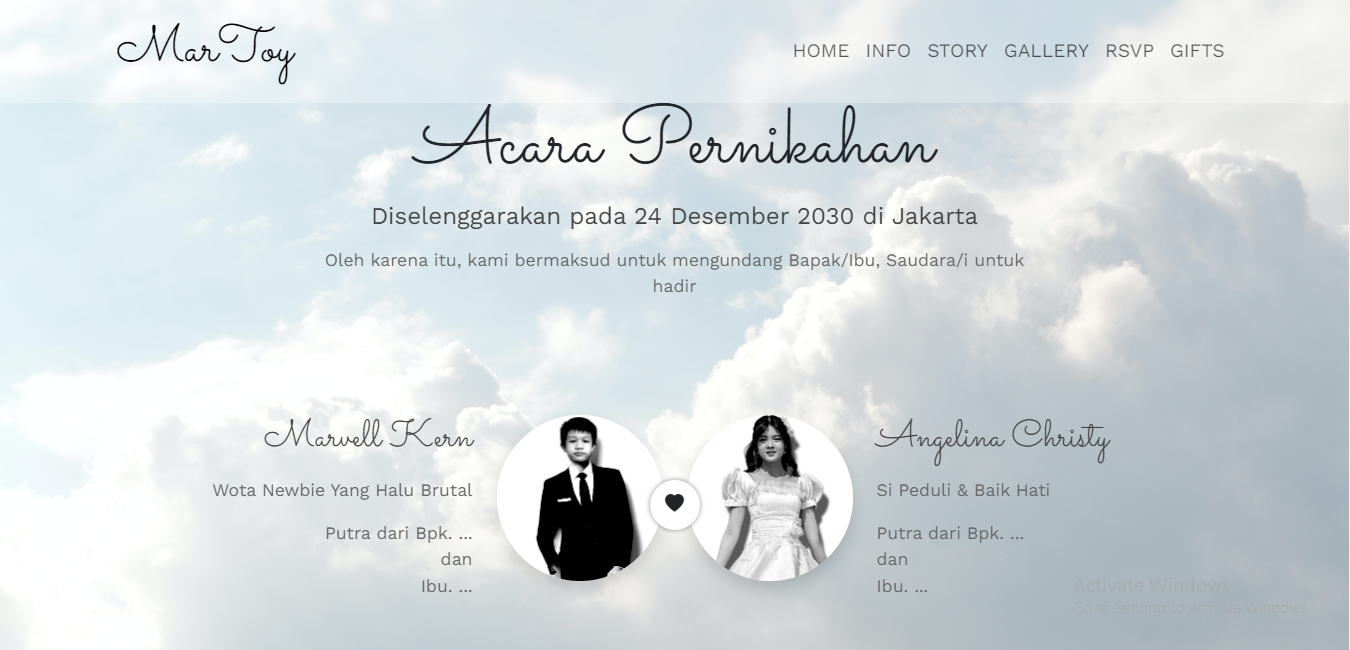 MarToy
HOME INFO STORY GALLERY RSVP GIFTS
Acara Pernikahan
Diselenggarakan pada 24 Desember 2030 di Jakarta
Oleh karena itu, kami bermaksud untuk mengundang Bapak/Ibu, Saudara/i untuk
hadir
Marvell Kern
Wota Newbie Yang Halu Brutal
Putra dari Bpk. ...
dan
Ibu. ...
Angelina Christy
Si Peduli & Baik Hati
Putra dari Bpk. ...
dan
Ibu. ...
Activate Windows
Go to Settings to activate Windows.